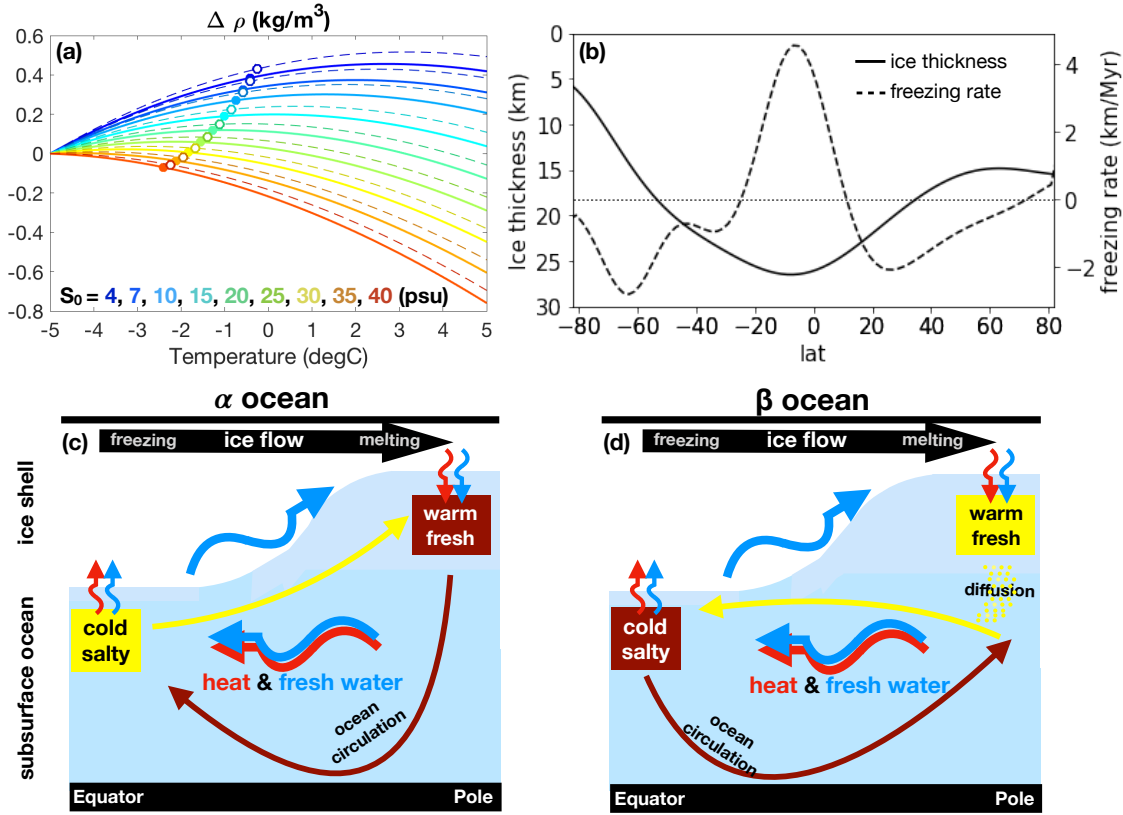 Δ ρ (kg/m³)
(a)
0.6
0.4
0.2
0
-0.2
-0.4
-0.6
-0.8
S₀ = 4, 7, 10, 15, 20, 25, 30, 35, 40 (psu)
-5 -4 -3 -2 -1 0 1 2 3 4 5
Temperature (degC)
(b)
ice thickness
freezing rate
0
5
10
15
20
25
30
Ice thickness (km)
4
2
0
−2
freezing rate (km/Myr)
−80 −60 −40 −20 0 20 40 60 80
lat
α ocean
(c)
freezing ice flow melting
ice shell
subsurface ocean
warm
fresh
cold
salty
heat & fresh water
ocean
circulation
Equator Pole
β ocean
(d)
freezing ice flow melting
warm
fresh
diffusion
cold
salty
heat & fresh water
ocean
circulation
Equator Pole